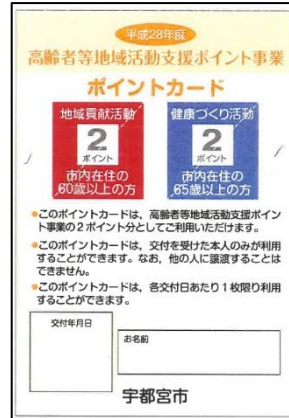 平成28年度
高齢者等地域活動支援ポイント事業
ポイントカード
地域貢献活動
2
ポイント
市内在住の
60歳以上の方
健康づくり活動
2
ポイント
市内在住の
65歳以上の方
●このポイントカードは，高齢者等地域活動支援ポイン
ト事業の２ポイント分としてご利用いただけます。
●このポイントカードは，交付を受けた本人のみが利用
することができます。なお，他の人に譲渡することは
できません。
●このポイントカードは，各交付日あたり１枚限り利用
することができます。
交付年月日
お名前
宇都宮市